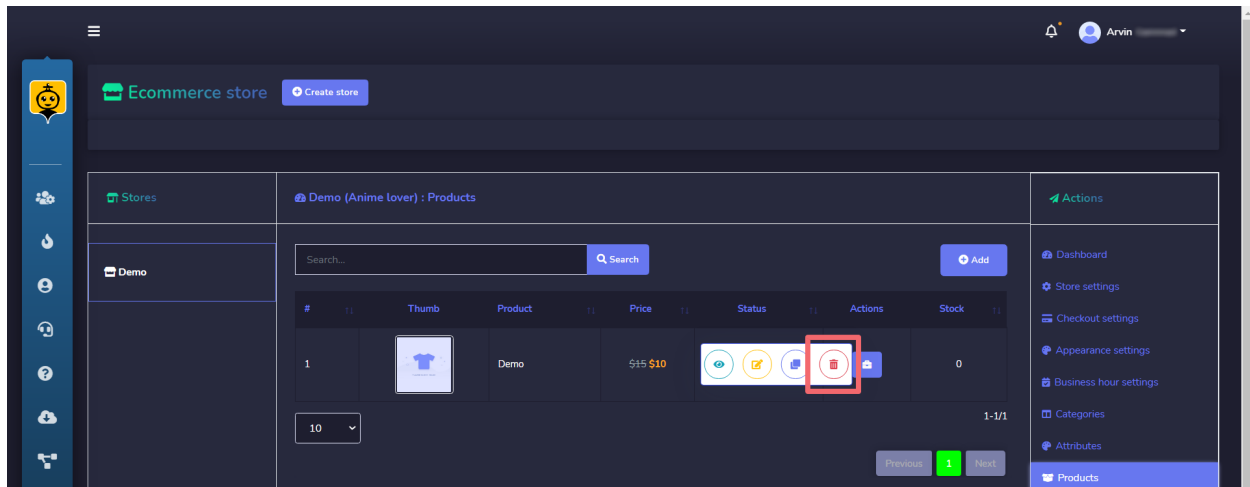 Arvin
Ecommerce store
Create store
Stores
Demo (Anime lover) : Products
Actions
Demo
Search...
Search
Add
# Thumb Product Price Status Actions Stock
1 Demo $15 $10 0
10
1-1/1
Previous 1 Next
Dashboard
Store settings
Checkout settings
Appearance settings
Business hour settings
Categories
Attributes
Products